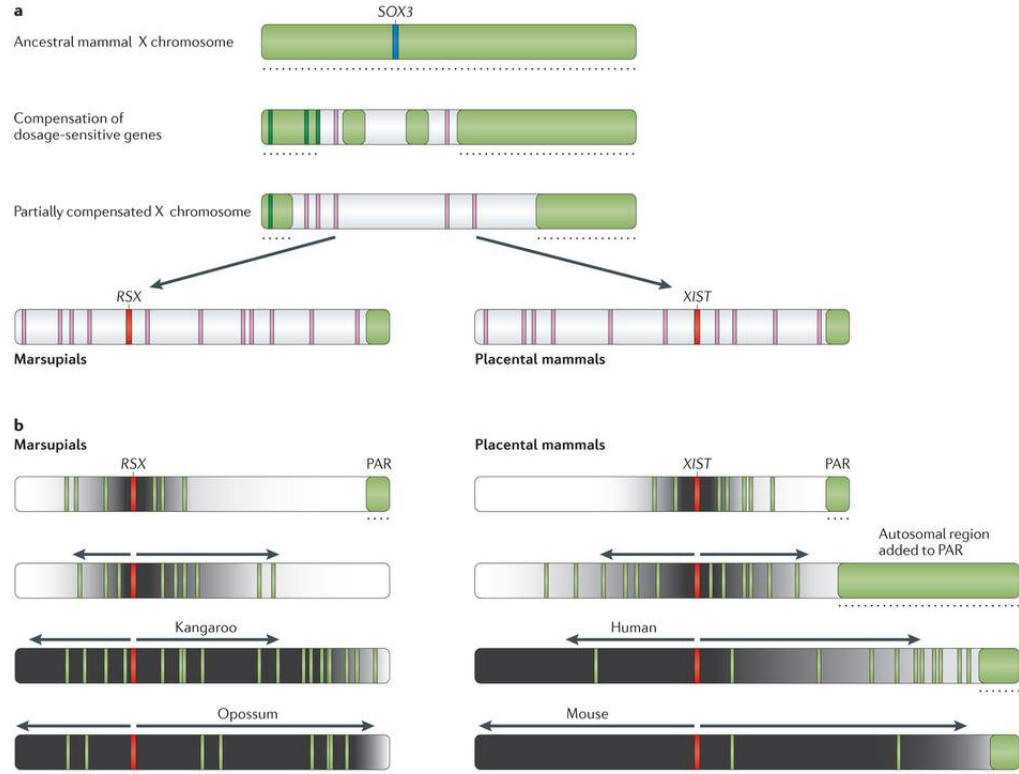 a
SOX3
Ancestral mammal X chromosome
Compensation of
dosage-sensitive genes
Partially compensated X chromosome
RSX
XIST
Marsupials
Placental mammals
b
Marsupials
Placental mammals
RSX
PAR
XIST
PAR
Autosomal region
added to PAR
Kangaroo
Human
Opossum
Mouse